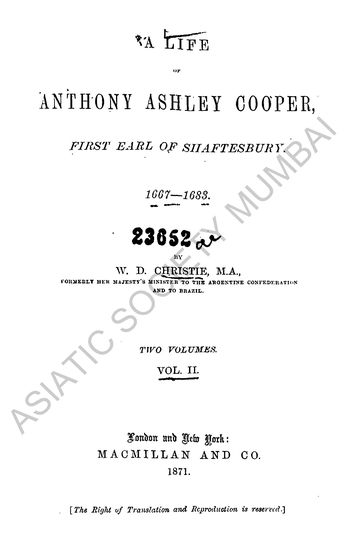 A LIFE
OF
ANTHONY ASHLEY COOPER,
FIRST EARL OF SHAFTESBURY.
1667—1683.
23652
BY
W. D. CHRISTIE, M.A.,
FORMERLY HER MAJESTY'S MINISTER TO THE ARGENTINE CONFEDERATION
AND TO BRAZIL.
TWO VOLUMES.
VOL. II.
London and New York:
MACMILLAN AND CO.
1871.
[The Right of Translation and Reproduction is reserved.]
ASIATIC SOCIETY MUMBAI